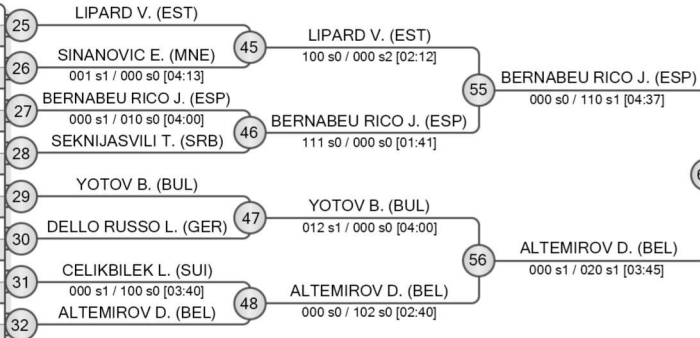 25
LIPARD V. (EST)
45
LIPARD V. (EST)
100 s0 / 000 s2 [02:12]
26
SINANOVIC E. (MNE)
001 s1 / 000 s0 [04:13]
55
BERNABEU RICO J. (ESP)
000 s0 / 110 s1 [04:37]
27
BERNABEU RICO J. (ESP)
000 s1 / 010 s0 [04:00]
46
BERNABEU RICO J. (ESP)
111 s0 / 000 s0 [01:41]
28
SEKNIJASVILI T. (SRB)
29
YOTOV B. (BUL)
47
YOTOV B. (BUL)
012 s1 / 000 s0 [04:00]
30
DELLO RUSSO L. (GER)
56
ALTEMIROV D. (BEL)
000 s1 / 020 s1 [03:45]
31
CELIKBILEK L. (SUI)
000 s1 / 100 s0 [03:40]
48
ALTEMIROV D. (BEL)
000 s0 / 102 s0 [02:40]
32
ALTEMIROV D. (BEL)